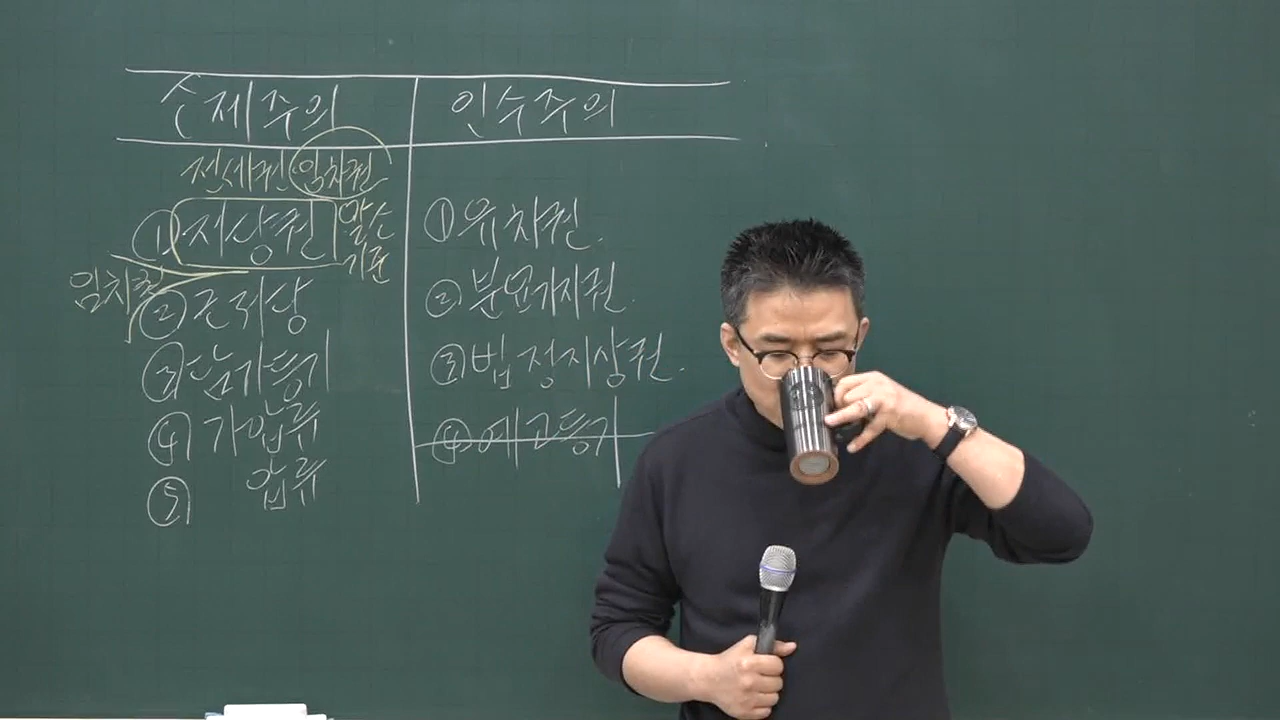 손제주의 인수주의
전세권 임차권
① 저상권 말소
기준
임차권
② 근저당
③ 담가등기
④ 가압류
⑤ 압류
① 유치권.
② 분묘기지권.
③ 법정지상권.
④ 예고등기